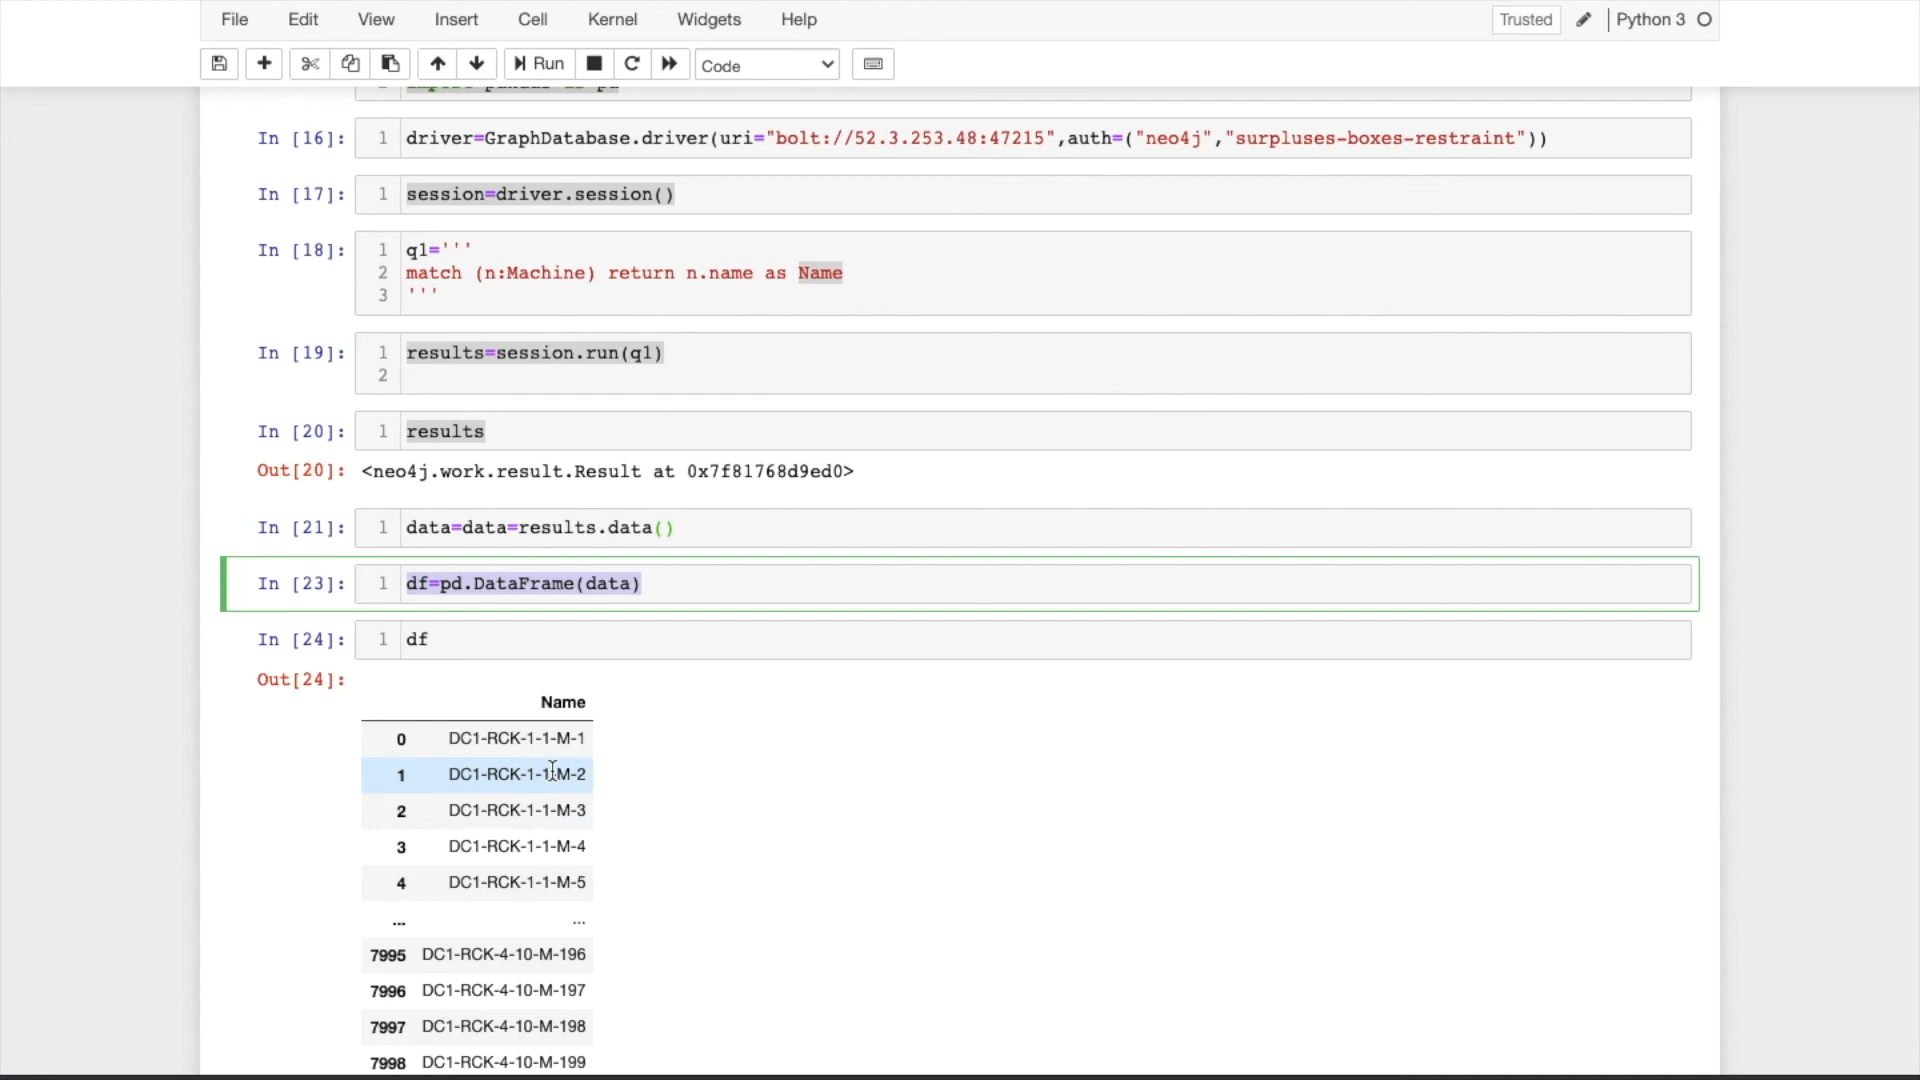 File Edit View Insert Cell Kernel Widgets Help Trusted Python 3
Run Code
In [16]: 1 driver=GraphDatabase.driver(uri="bolt://52.3.253.48:47215",auth=("neo4j","surpluses-boxes-restraint"))
In [17]: 1 session=driver.session()
In [18]: 1 q1='''
2 match (n:Machine) return n.name as Name
3 '''
In [19]: 1 results=session.run(q1)
2
In [20]: 1 results
Out[20]: <neo4j.work.result.Result at 0x7f81768d9ed0>
In [21]: 1 data=data=results.data()
In [23]: 1 df=pd.DataFrame(data)
In [24]: 1 df
Out[24]:
Name
0 DC1-RCK-1-1-M-1
1 DC1-RCK-1-1-M-2
2 DC1-RCK-1-1-M-3
3 DC1-RCK-1-1-M-4
4 DC1-RCK-1-1-M-5
... ...
7995 DC1-RCK-4-10-M-196
7996 DC1-RCK-4-10-M-197
7997 DC1-RCK-4-10-M-198
7998 DC1-RCK-4-10-M-199